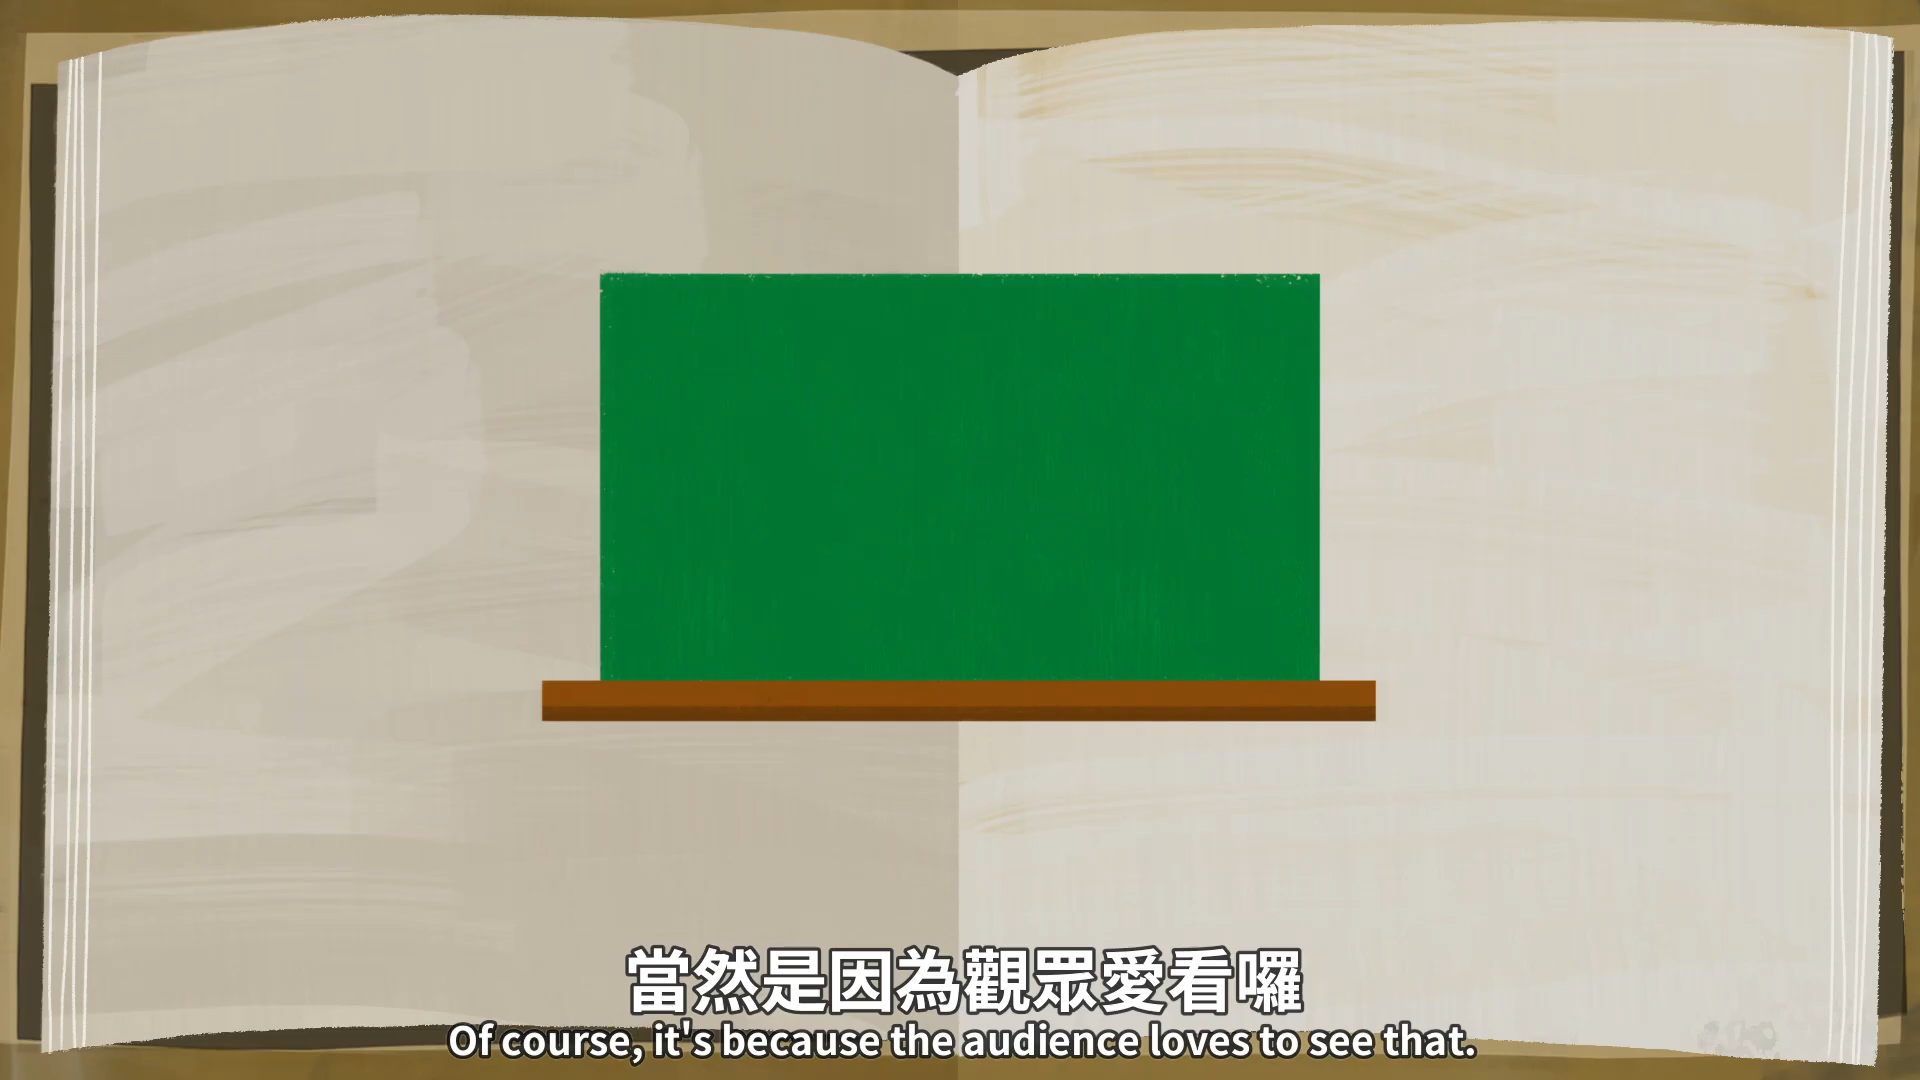 當然是因為觀眾愛看囉
Of course, it's because the audience loves to see that.